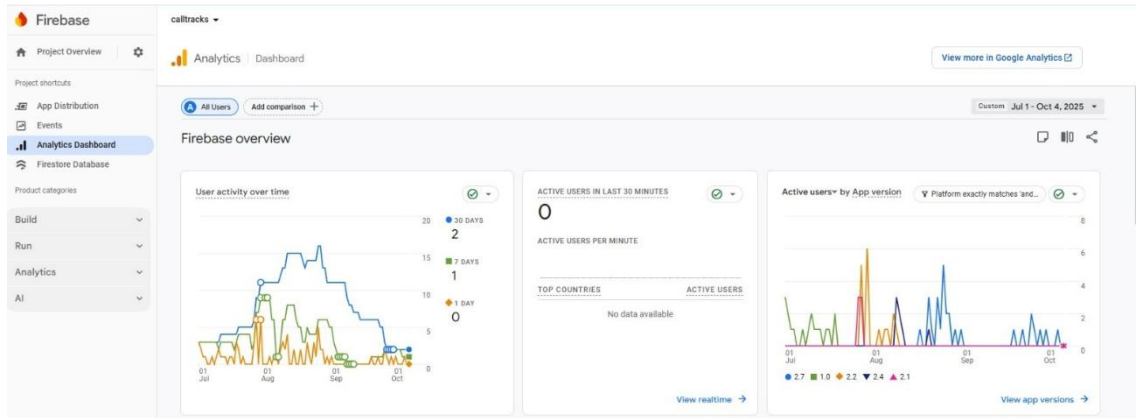 Firebase
calltracks
Project Overview
Analytics
Dashboard
View more in Google Analytics
Project shortcuts
App Distribution
Events
Analytics Dashboard
Firestore Database
Product categories
Build
Run
Analytics
AI
A All Users
Add comparison +
Custom Jul 1 - Oct 4, 2025
Firebase overview
User activity over time
20
15
10
5
0
01 Jul
01 Aug
01 Sep
01 Oct
30 DAYS
2
7 DAYS
1
1 DAY
0
ACTIVE USERS IN LAST 30 MINUTES
0
ACTIVE USERS PER MINUTE
TOP COUNTRIES
ACTIVE USERS
No data available
View realtime →
Active users by App version
Platform exactly matches 'and...
8
6
4
2
0
01 Jul
01 Aug
01 Sep
01 Oct
2.7 1.0 2.2 2.4 2.1
View app versions →